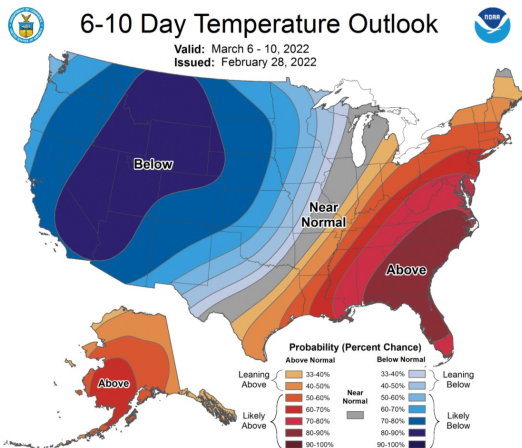 6-10 Day Temperature Outlook
NOAA
Valid: March 6 - 10, 2022
Issued: February 28, 2022
Below
Near
Normal
Above
Above
Probability (Percent Chance)
Above Normal
Below Normal
Leaning
Above
33-40%
40-50%
Likely
Above
50-60%
60-70%
70-80%
80-90%
90-100%
Near
Normal
33-40%
40-50%
Leaning
Below
50-60%
60-70%
70-80%
80-90%
90-100%
Likely
Below